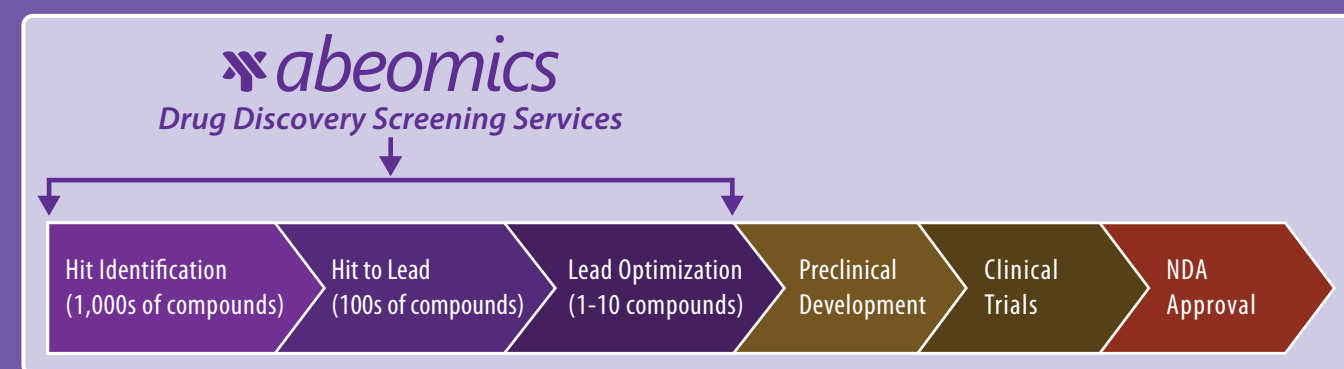 abeomics
Drug Discovery Screening Services
Hit Identification
(1,000s of compounds)
Hit to Lead
(100s of compounds)
Lead Optimization
(1-10 compounds)
Preclinical
Development
Clinical
Trials
NDA
Approval